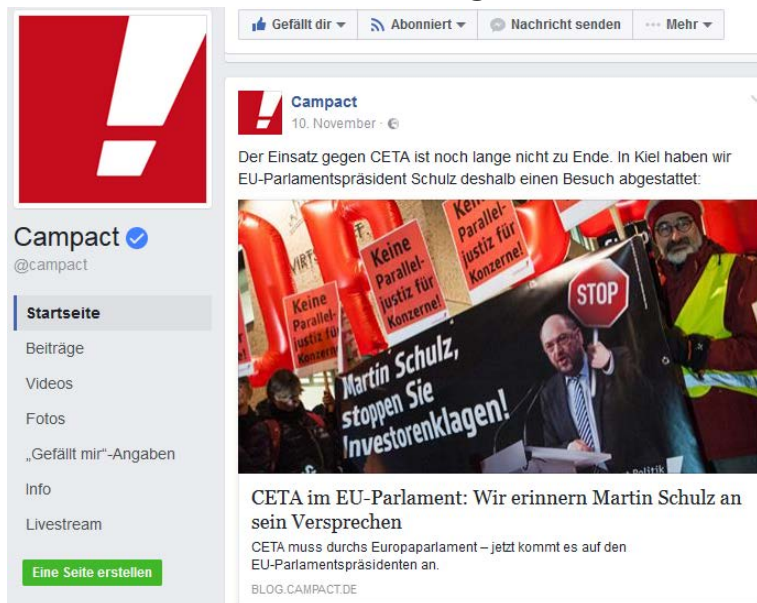 Gefällt dir
Abonniert
Nachricht senden
Mehr
Campact
10. November
Der Einsatz gegen CETA ist noch lange nicht zu Ende. In Kiel haben wir
EU-Parlamentspräsident Schulz deshalb einen Besuch abgestattet:
Keine
Parallel-
justiz für
Konzerne!
Keine
Parallel-
justiz für
Konzerne!
Keine
Parallel-
justiz für
Konzerne!
STOP
Martin Schulz,
stoppen Sie
Investorenklagen!
Politik
CETA im EU-Parlament: Wir erinnern Martin Schulz an
sein Versprechen
CETA muss durchs Europaparlament – jetzt kommt es auf den
EU-Parlamentspräsidenten an.
BLOG.CAMPACT.DE
Campact
@campact
Startseite
Beiträge
Videos
Fotos
„Gefällt mir“-Angaben
Info
Livestream
Eine Seite erstellen